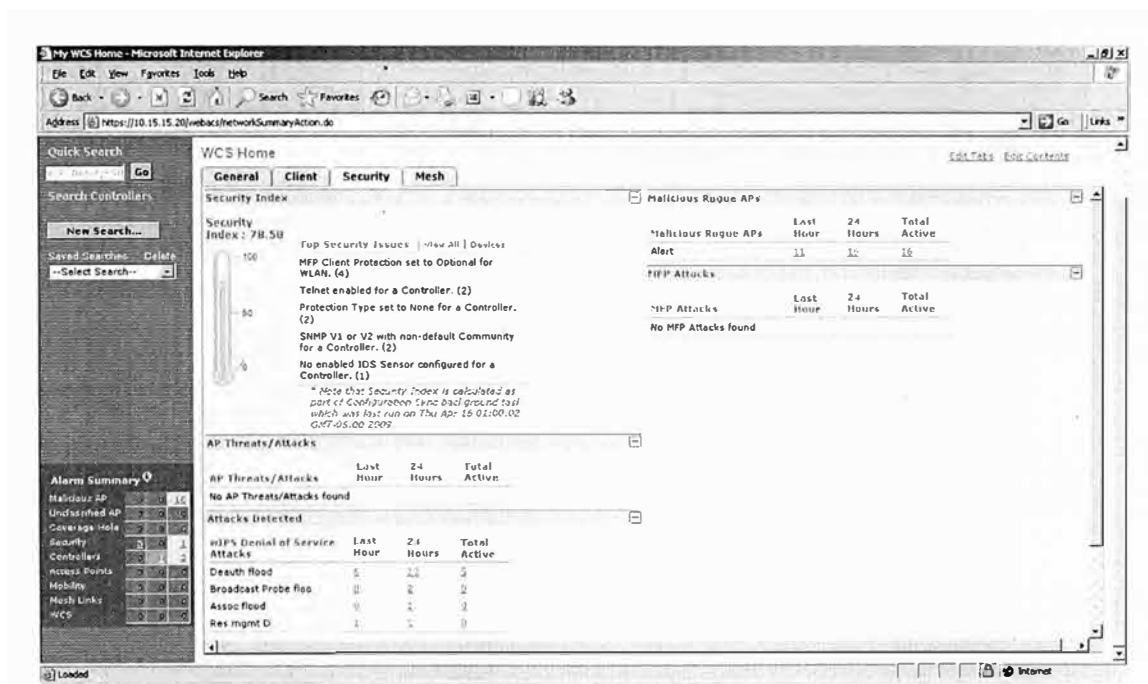 My WCS Home - Microsoft Internet Explorer
File Edit View Favorites Tools Help
Back Search Favorites
Address https://10.15.15.20/webacs/networkSummaryAction.do Go Links
Quick Search
Go
Search Controllers
New Search...
Saved Searches Delete
--Select Search--
WCS Home
Edit Tabs Edit Contents
General Client Security Mesh
Security Index
Security
Index : 78.50
100
50
0
Top Security Issues | View All | Devices
MFP Client Protection set to Optional for
WLAN. (4)
Telnet enabled for a Controller. (2)
Protection Type set to None for a Controller.
(2)
SNMP V1 or V2 with non-default Community
for a Controller. (2)
No enabled IDS Sensor configured for a
Controller. (1)
* Note that Security Index is calculated as
part of Configuration Sync background task
which was last run on Thu Apr 16 01:00:02
GMT-05:00 2009
Malicious Rogue APs
Malicious Rogue APs Last Hour 24 Hours Total Active
Alert 11 16
MFP Attacks
MFP Attacks Last Hour 24 Hours Total Active
No MFP Attacks found
AP Threats/Attacks
AP Threats/Attacks Last Hour 24 Hours Total Active
No AP Threats/Attacks found
Attacks Detected
wIPS Denial of Service Attacks Last Hour 24 Hours Total Active
Deauth flood
Broadcast Probe floo
Assoc flood
Res mgmt D
Alarm Summary
Malicious AP
Unclassified AP
Coverage Hole
Security
Controllers
Access Points
Mobility
Mesh Links
WCS
Loaded
Internet